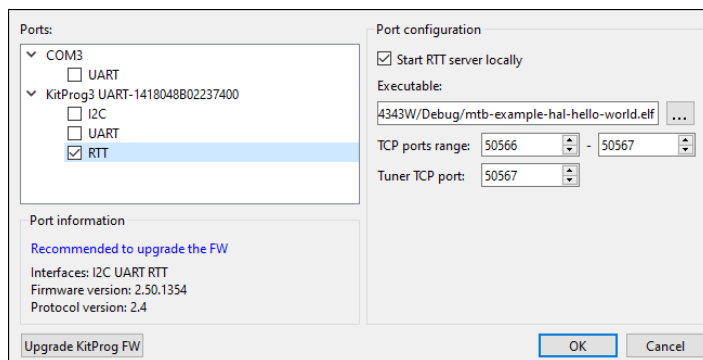 Ports:
COM3
UART
KitProg3 UART-1418048B02237400
I2C
UART
RTT
Port information
Recommended to upgrade the FW
Interfaces: I2C UART RTT
Firmware version: 2.50.1354
Protocol version: 2.4
Upgrade KitProg FW
Port configuration
Start RTT server locally
Executable:
4343W/Debug/mtb-example-hal-hello-world.elf ...
TCP ports range: 50566 - 50567
Tuner TCP port: 50567
OK Cancel